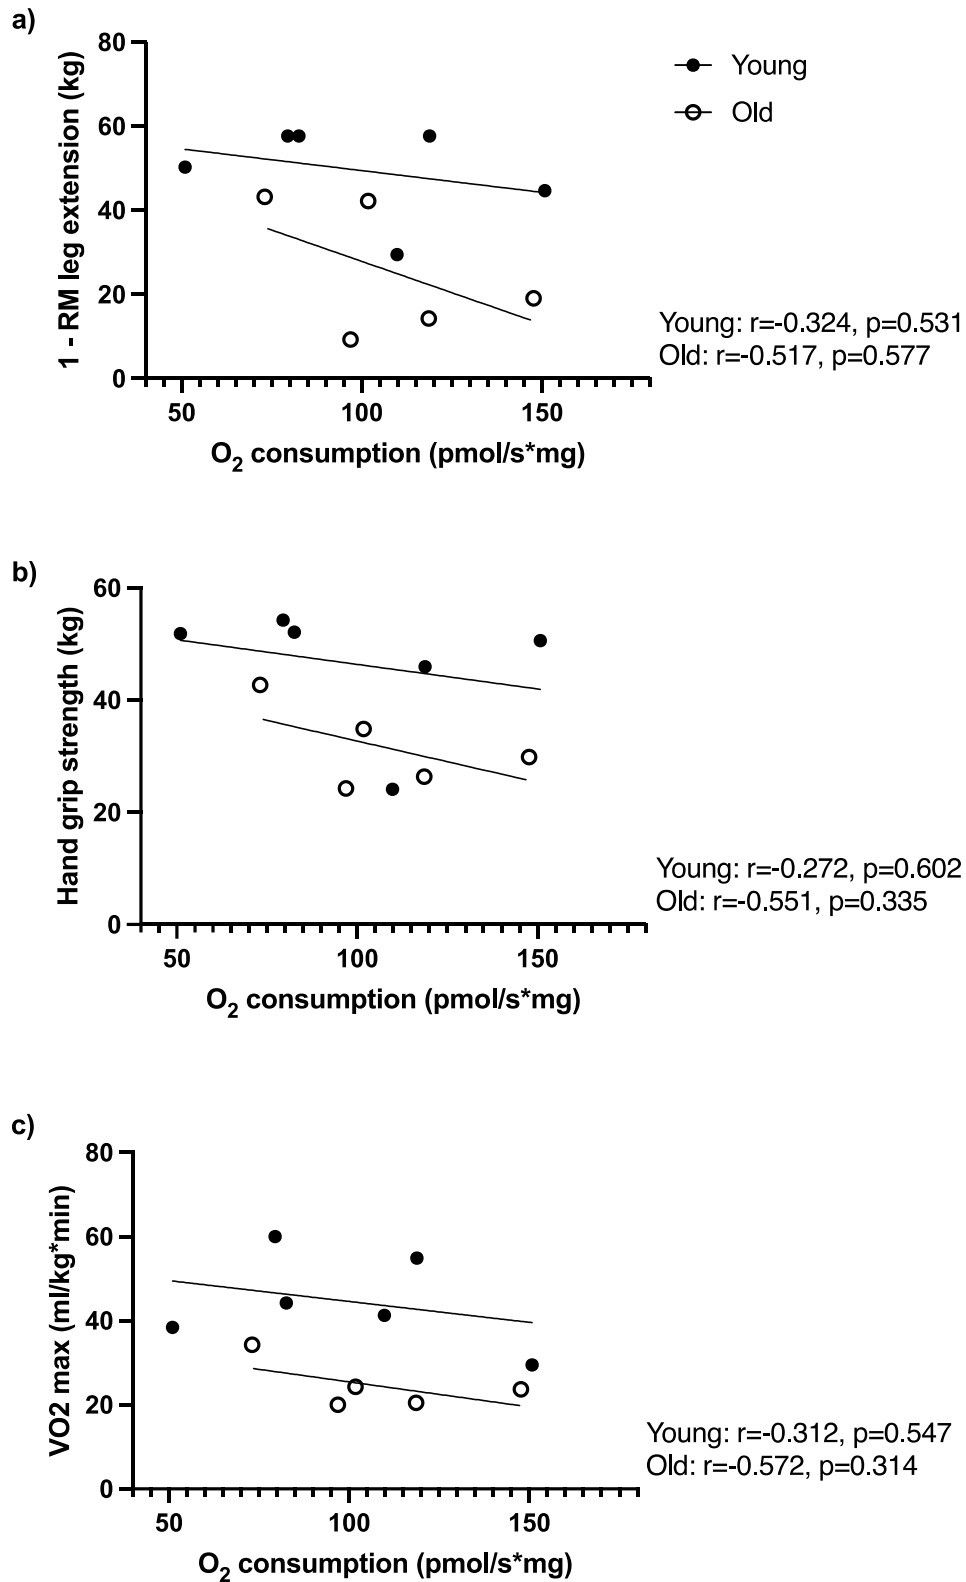 a)
80
60
40
20
0
1 - RM leg extension (kg)
50 100 150
O₂ consumption (pmol/s*mg)
Young
Old
Young: r=-0.324, p=0.531
Old: r=-0.517, p=0.577
b)
60
40
20
0
Hand grip strength (kg)
50 100 150
O₂ consumption (pmol/s*mg)
Young: r=-0.272, p=0.602
Old: r=-0.551, p=0.335
c)
80
60
40
20
0
VO2 max (ml/kg*min)
50 100 150
O₂ consumption (pmol/s*mg)
Young: r=-0.312, p=0.547
Old: r=-0.572, p=0.314